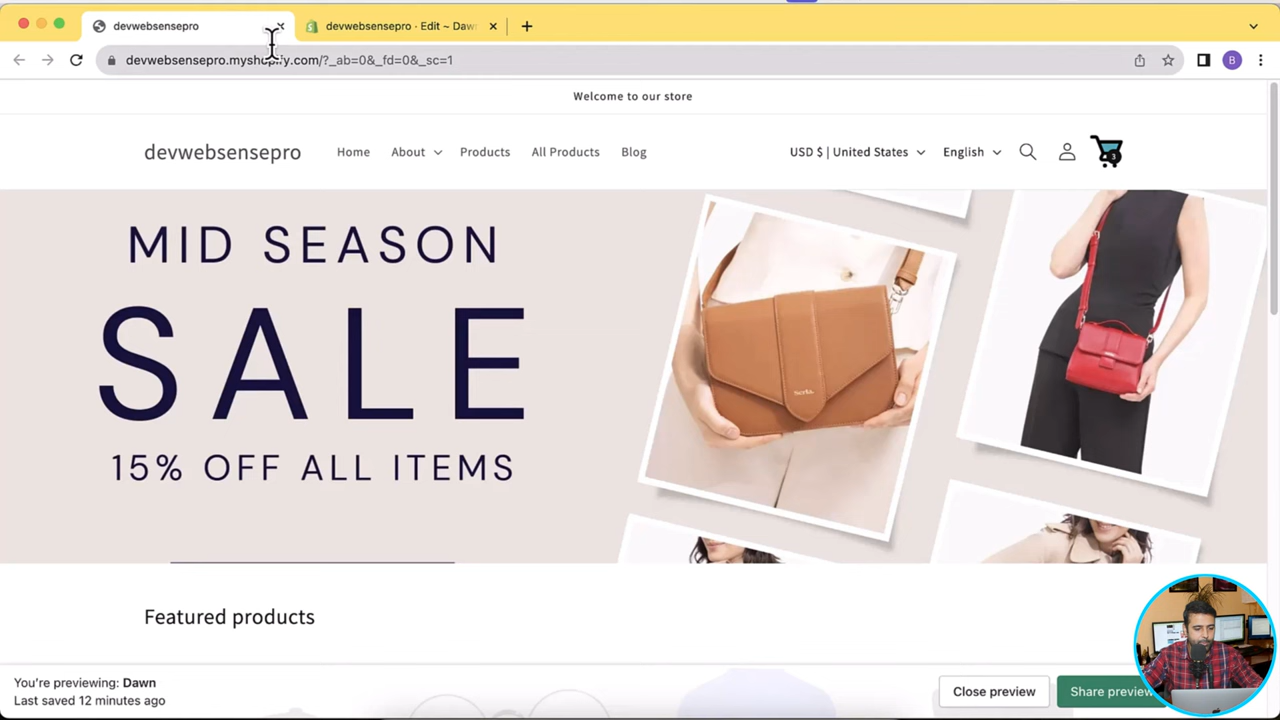 devwebsensepro
devwebsensepro · Edit ~ Daw
devwebsensepro.myshopify.com/?_ab=0&_fd=0&_sc=1
B
Welcome to our store
devwebsensepro
Home
About
Products
All Products
Blog
USD $ | United States
English
3
MID SEASON
SALE
15% OFF ALL ITEMS
Featured products
You're previewing: Dawn
Last saved 12 minutes ago
Close preview
Share preview